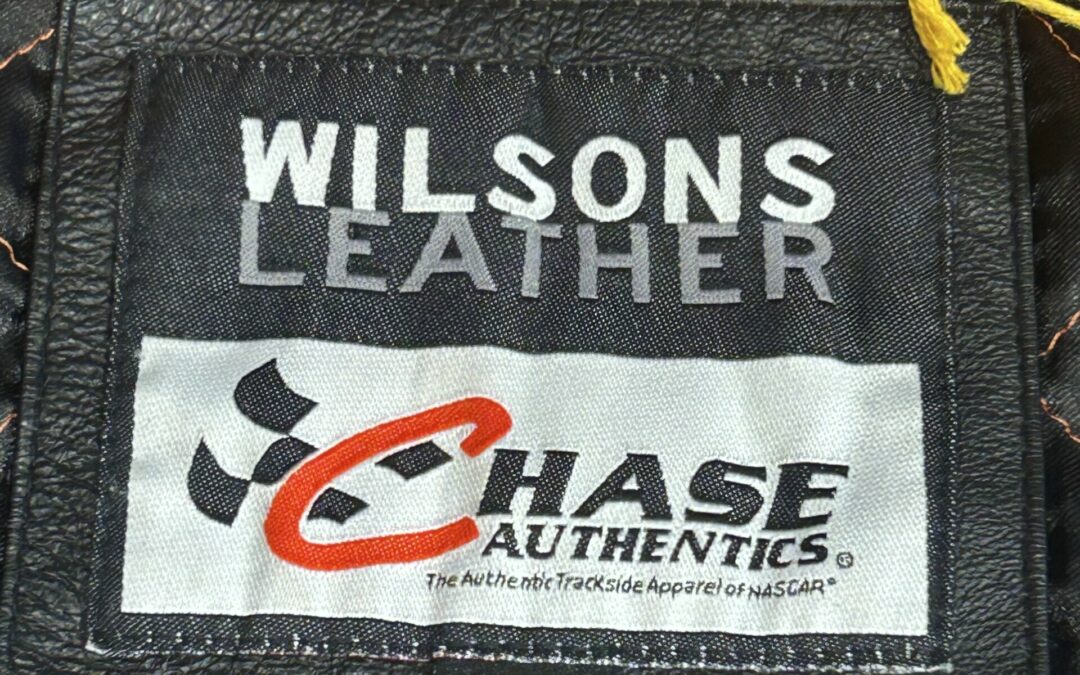 WILSONS
LEATHER
CHASE
AUTHENTICS®
The Authentic Trackside Apparel of NASCAR®